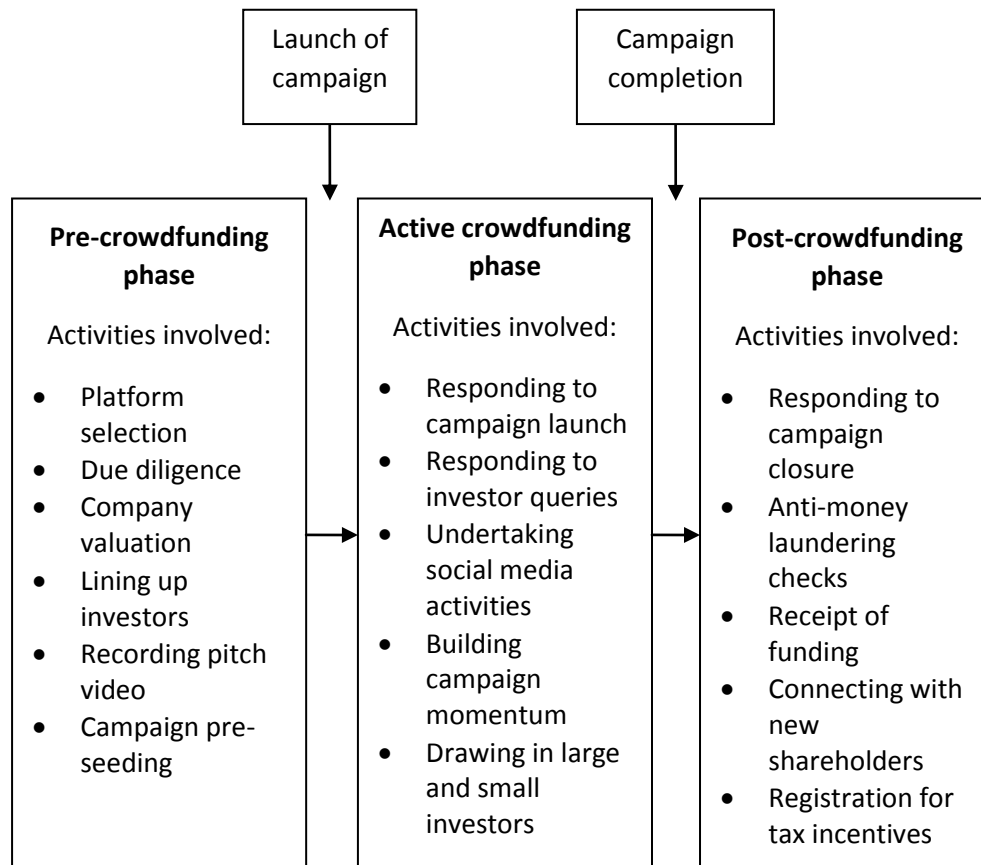 Launch of
campaign
Campaign
completion
Pre-crowdfunding
phase
Activities involved:
• Platform
selection
• Due diligence
• Company
valuation
• Lining up
investors
• Recording pitch
video
• Campaign pre-
seeding
Active crowdfunding
phase
Activities involved:
• Responding to
campaign launch
• Responding to
investor queries
• Undertaking
social media
activities
• Building
campaign
momentum
• Drawing in large
and small
investors
Post-crowdfunding
phase
Activities involved:
• Responding to
campaign
closure
• Anti-money
laundering
checks
• Receipt of
funding
• Connecting with
new
shareholders
• Registration for
tax incentives